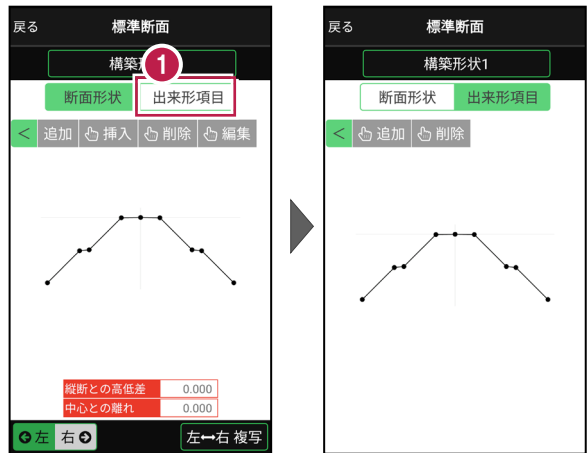 戻る 標準断面
構築形
1
断面形状 出来形項目
< 追加 挿入 削除 編集
縦断との高低差 0.000
中心との離れ 0.000
左 右 左↔右 複写
戻る 標準断面
構築形状1
断面形状 出来形項目
< 追加 削除